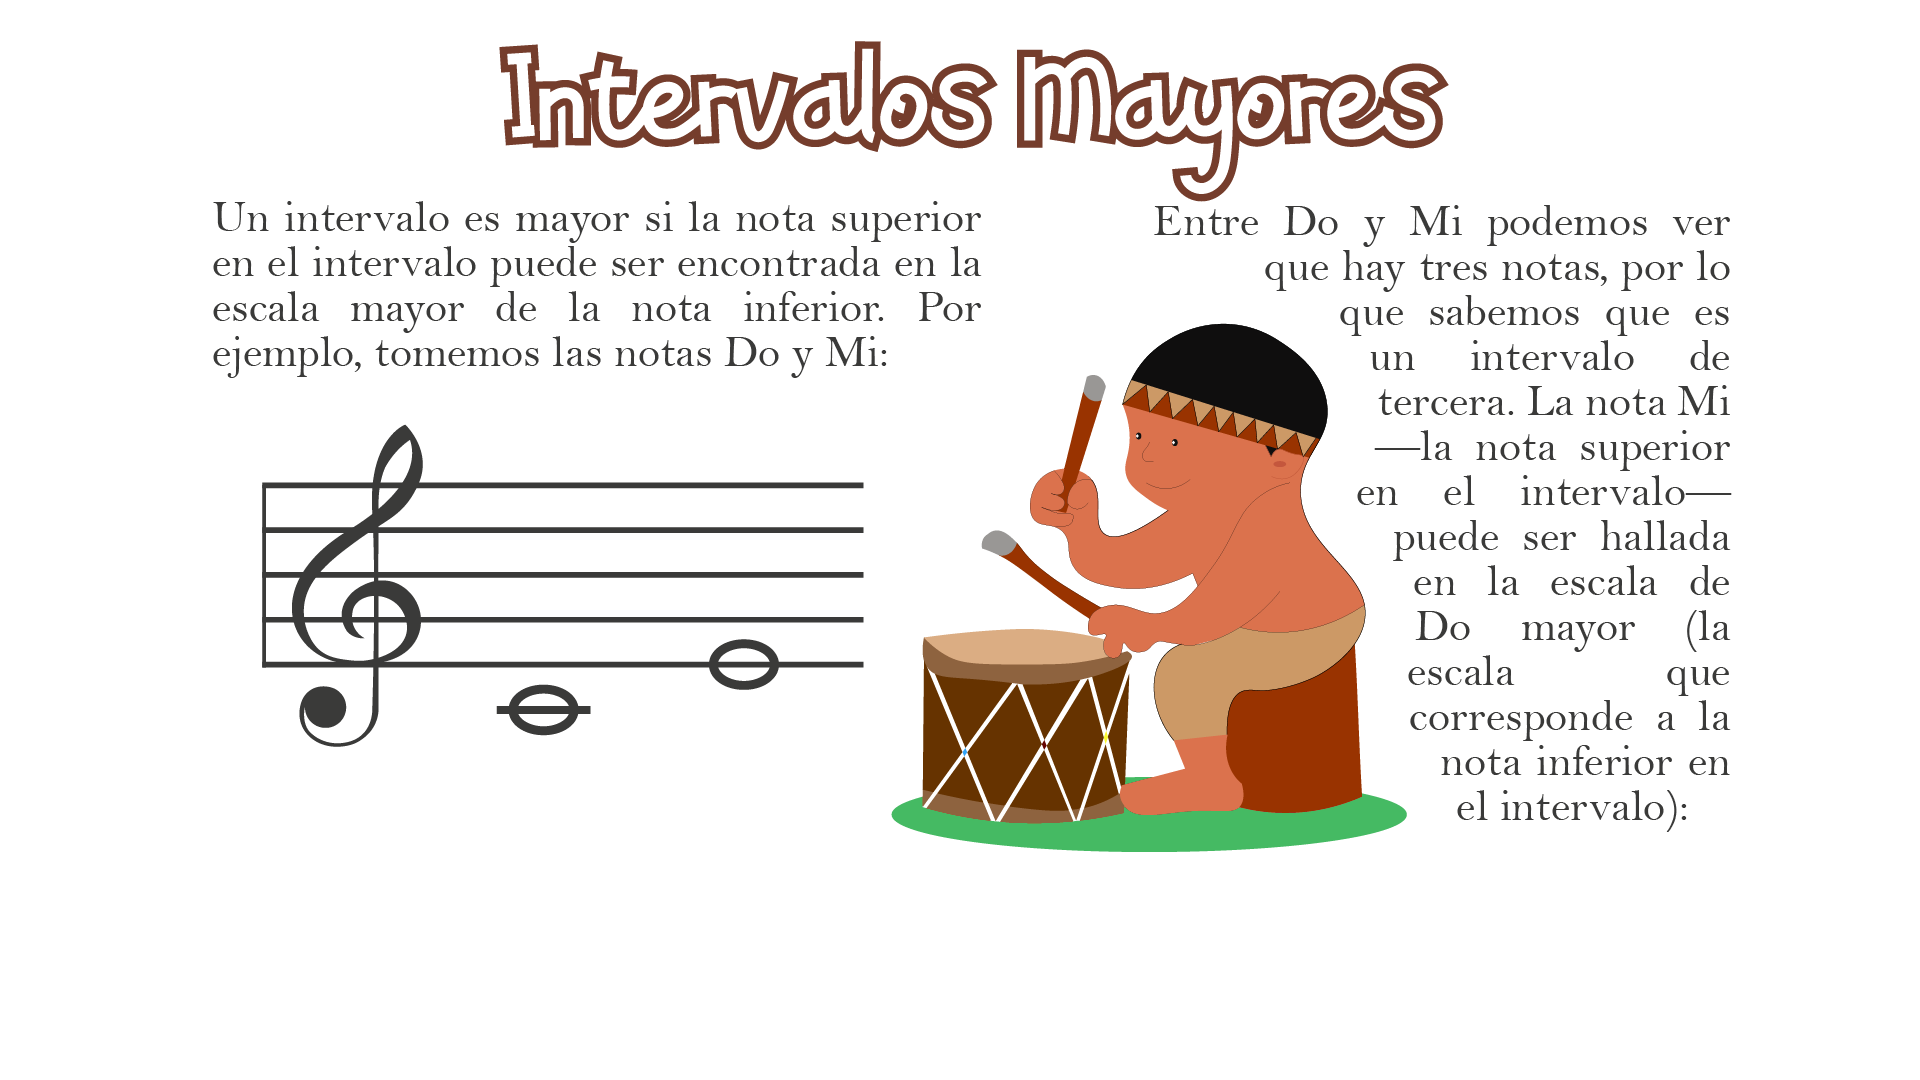 Intervalos Mayores
Un intervalo es mayor si la nota superior
en el intervalo puede ser encontrada en la
escala mayor de la nota inferior. Por
ejemplo, tomemos las notas Do y Mi:
Entre Do y Mi podemos ver
que hay tres notas, por lo
que sabemos que es
un intervalo de
tercera. La nota Mi
—la nota superior
en el intervalo—
puede ser hallada
en la escala de
Do mayor (la
escala que
corresponde a la
nota inferior en
el intervalo):